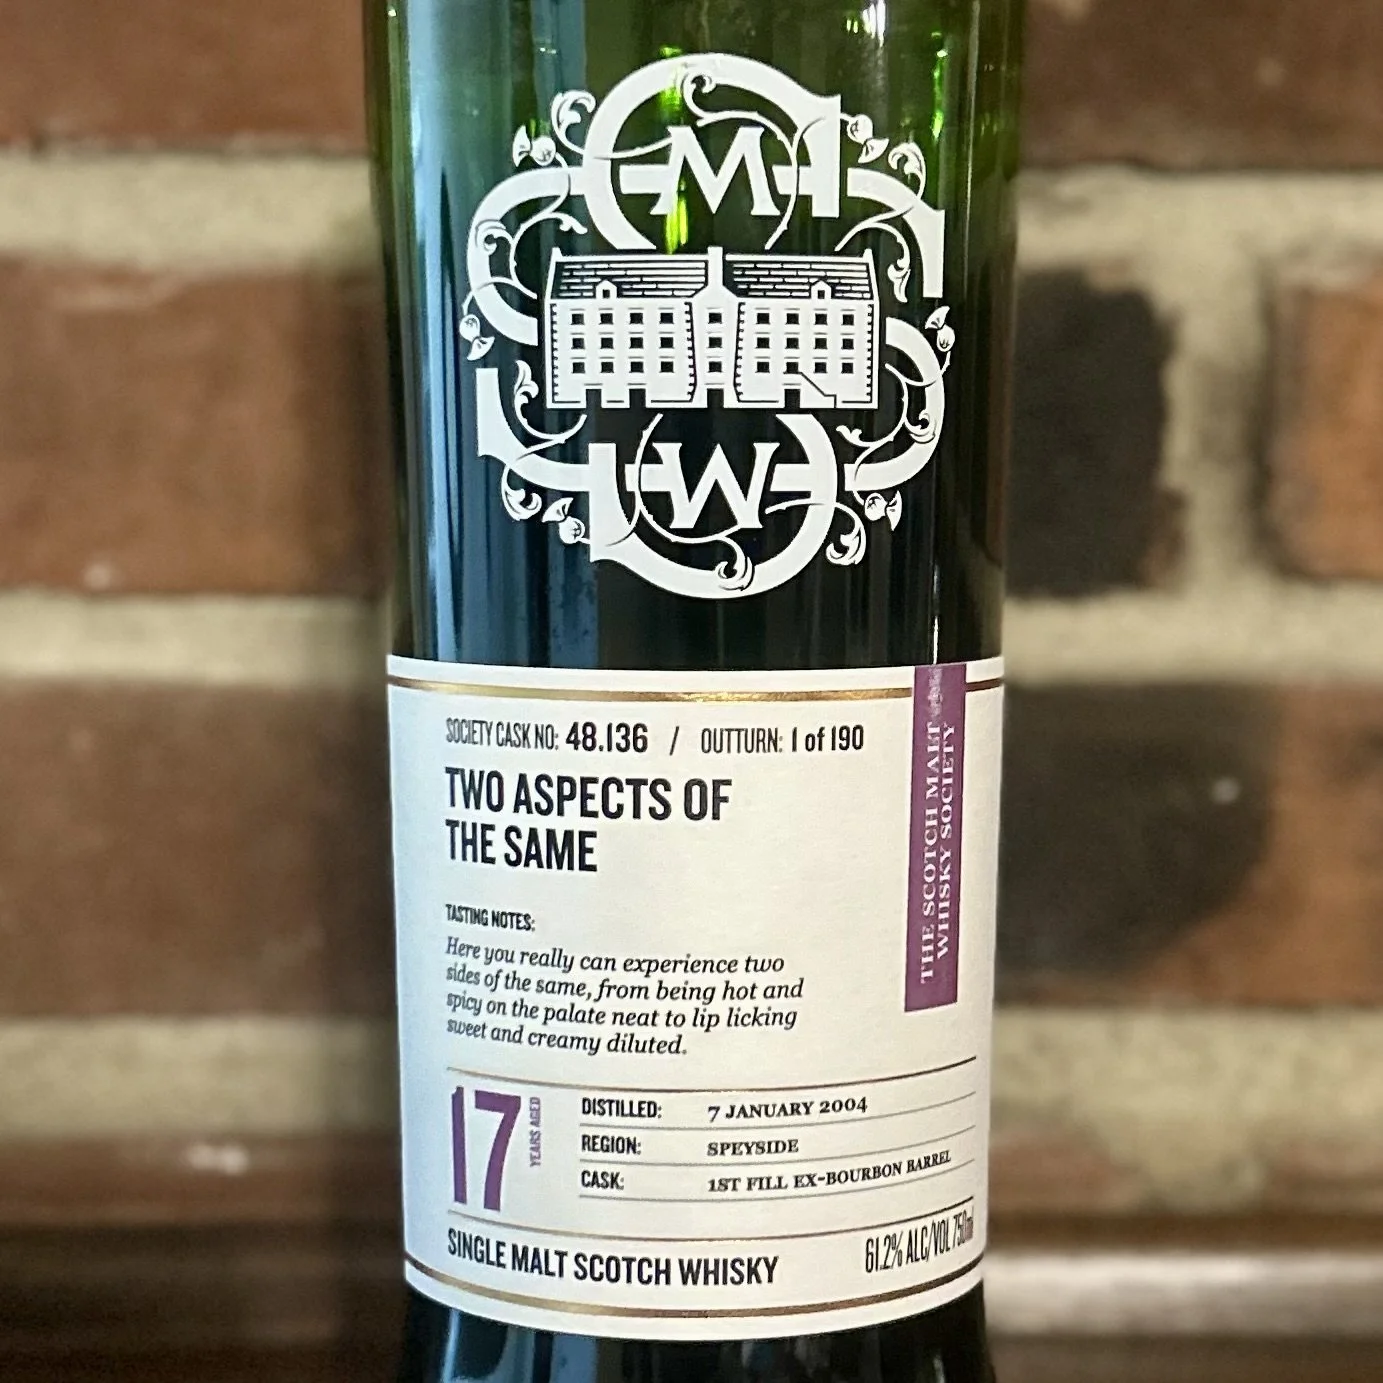 M
W
SOCIETY CASK NO: 48.136 / OUTTURN: 1 of 190
TWO ASPECTS OF
THE SAME
TASTING NOTES:
Here you really can experience two
sides of the same, from being hot and
spicy on the palate neat to lip licking
sweet and creamy diluted.
THE SCOTCH MALT
WHISKY SOCIETY
17
YEARS AGED
DISTILLED: 7 JANUARY 2004
REGION: SPEYSIDE
CASK: 1ST FILL EX-BOURBON BARREL
SINGLE MALT SCOTCH WHISKY
61.2% ALC/VOL 750ml